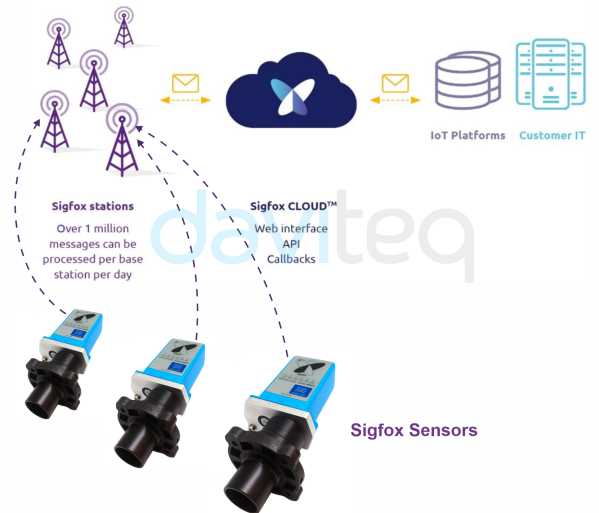 IoT Platforms
Customer IT
Sigfox stations
Over 1 million
messages can be
processed per base
station per day
Sigfox CLOUD™
Web interface
API
Callbacks
daviteq
Sigfox Sensors